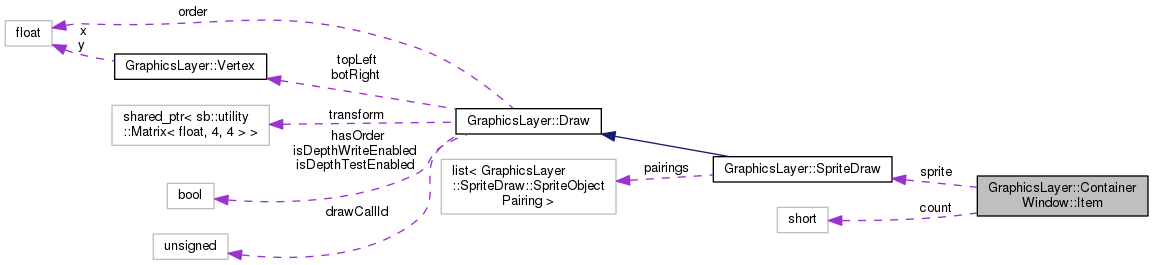 order
float
x
y
GraphicsLayer::Vertex
topLeft
botRight
shared_ptr< sb::utility
::Matrix< float, 4, 4 > >
transform
GraphicsLayer::Draw
hasOrder
isDepthWriteEnabled
isDepthTestEnabled
bool
drawCallId
unsigned
list< GraphicsLayer
::SpriteDraw::SpriteObject
Pairing >
pairings
GraphicsLayer::SpriteDraw
sprite
short
count
GraphicsLayer::Container
Window::Item